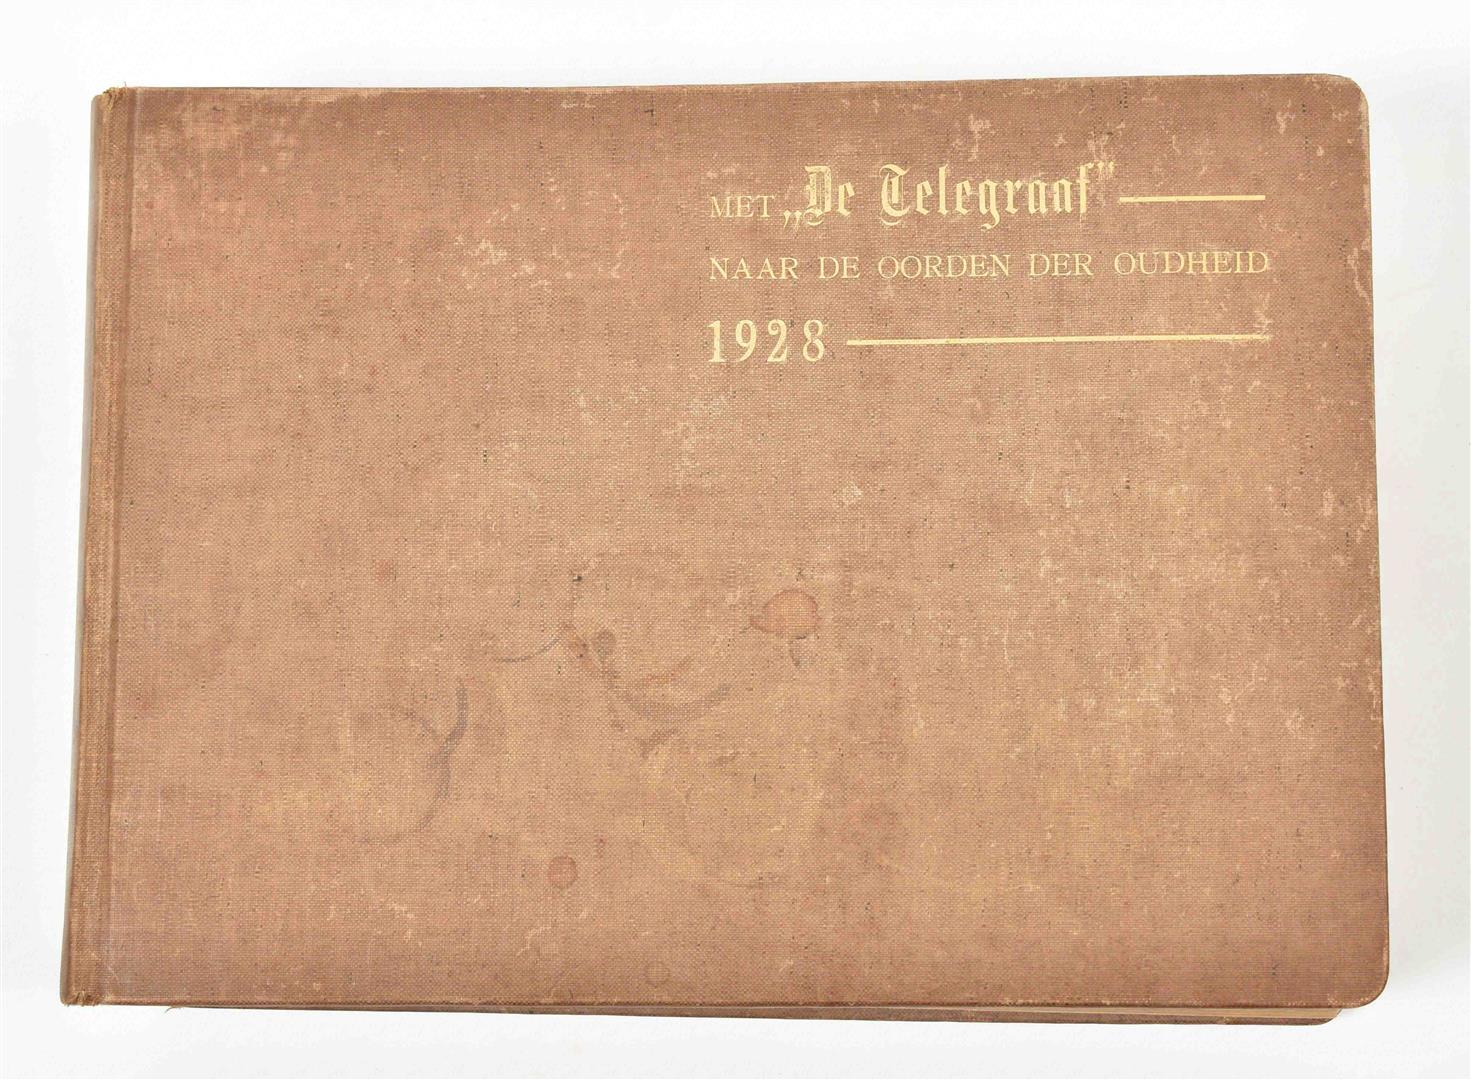 MET „De Telegraaf”
NAAR DE OORDEN DER OUDHEID
1928